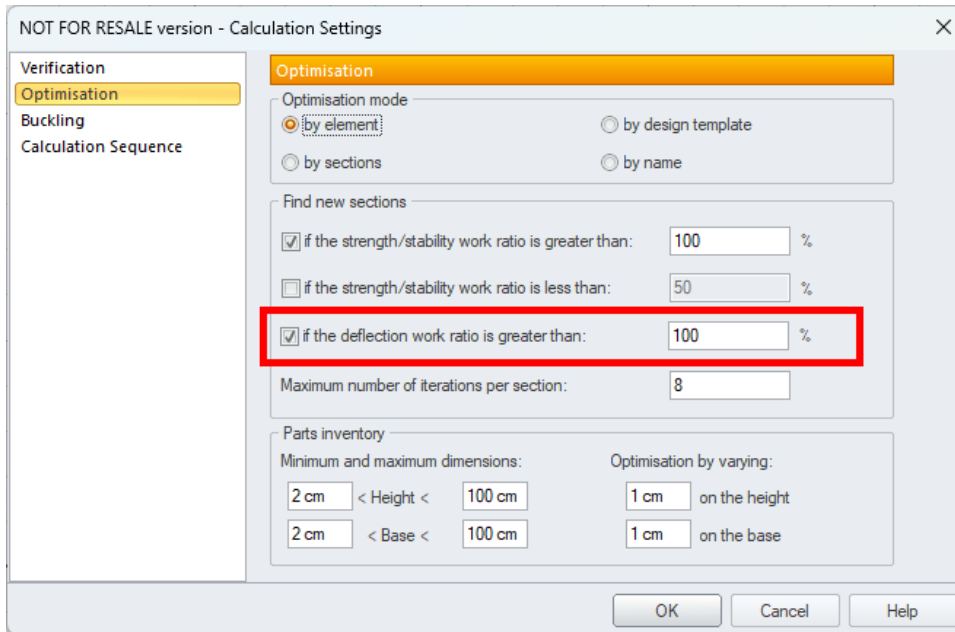 NOT FOR RESALE version - Calculation Settings
Verification
Optimisation
Buckling
Calculation Sequence
Optimisation
Optimisation mode
by element
by design template
by sections
by name
Find new sections
if the strength/stability work ratio is greater than: 100 %
if the strength/stability work ratio is less than: 50 %
if the deflection work ratio is greater than: 100 %
Maximum number of iterations per section: 8
Parts inventory
Minimum and maximum dimensions:
Optimisation by varying:
2 cm < Height < 100 cm
1 cm on the height
2 cm < Base < 100 cm
1 cm on the base
OK
Cancel
Help